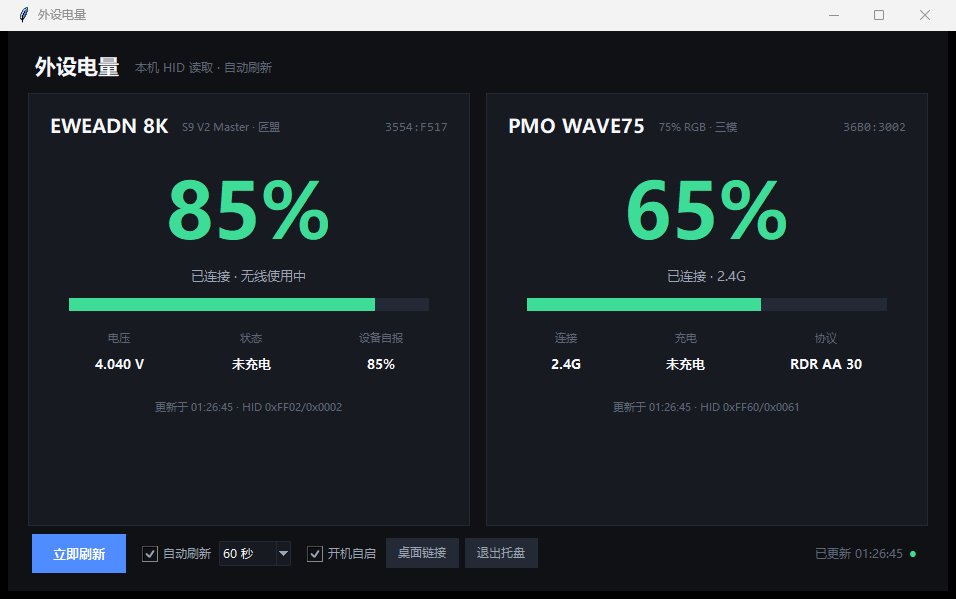 外设电量
外设电量 本机 HID 读取 · 自动刷新
EWEADN 8K S9 V2 Master · 匠盟 3554:F517
85%
已连接 · 无线使用中
电压 状态 设备自报
4.040 V 未充电 85%
更新于 01:26:45 · HID 0xFF02/0x0002
PMO WAVE75 75% RGB · 三模 36B0:3002
65%
已连接 · 2.4G
连接 充电 协议
2.4G 未充电 RDR AA 30
更新于 01:26:45 · HID 0xFF60/0x0061
立即刷新 自动刷新 60 秒 开机自启 桌面链接 退出托盘 已更新 01:26:45